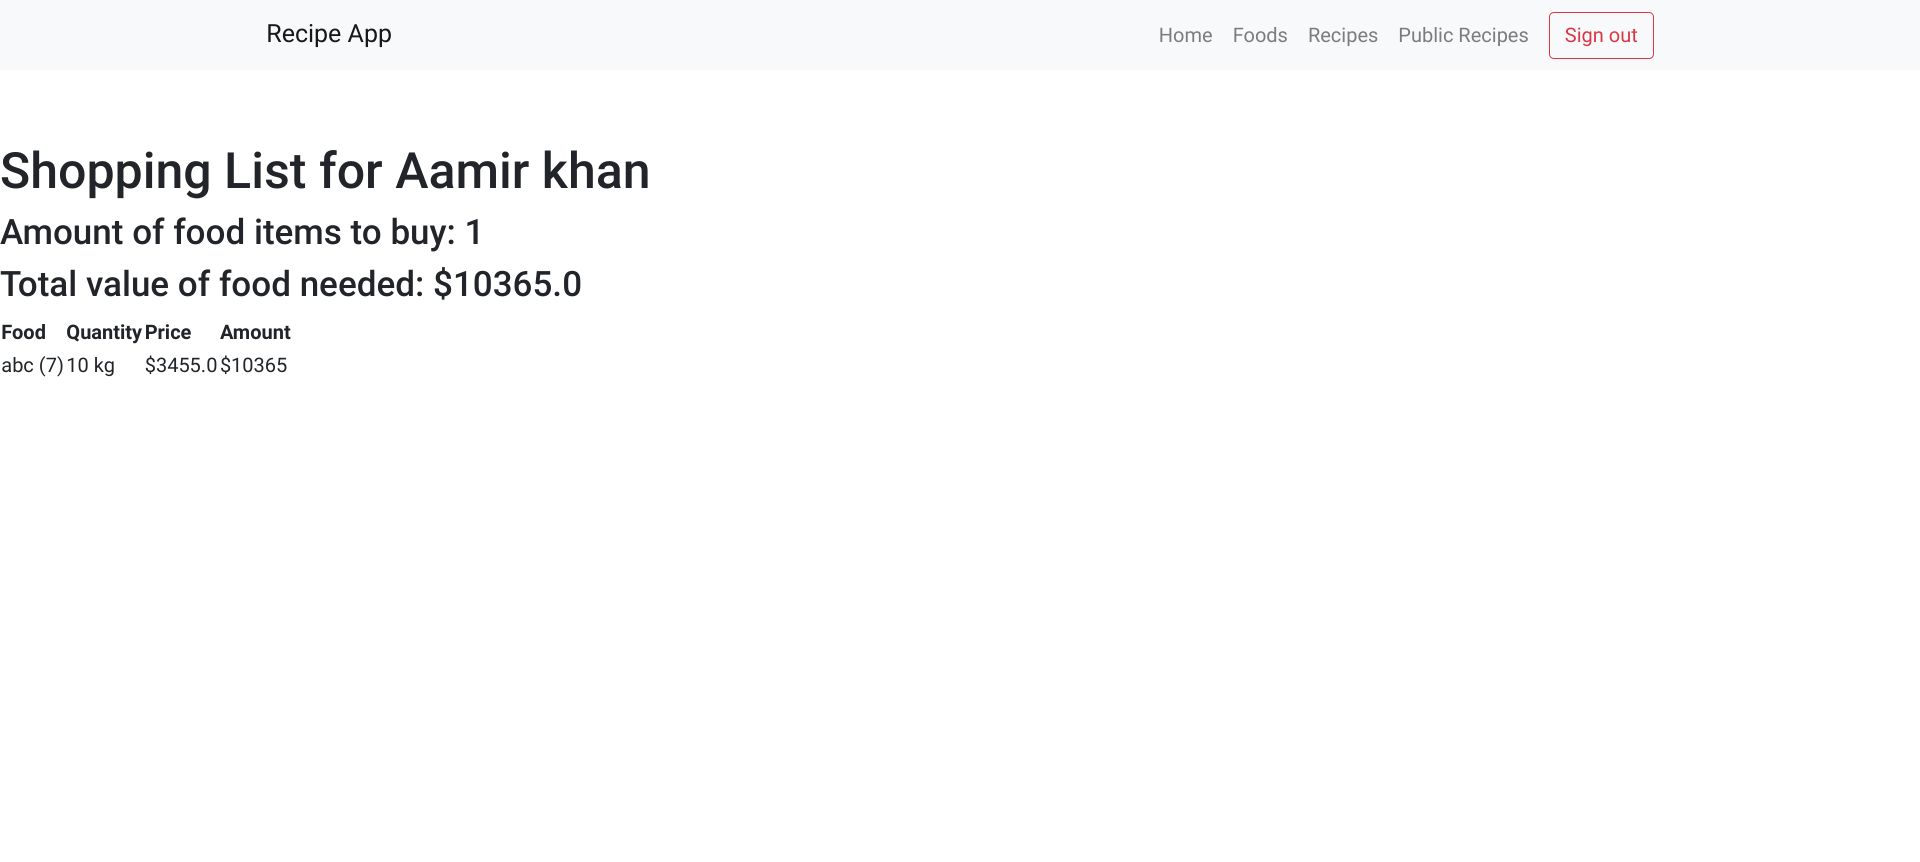 Recipe App Home Foods Recipes Public Recipes Sign out
Shopping List for Aamir khan
Amount of food items to buy: 1
Total value of food needed: $10365.0
Food Quantity Price Amount
abc (7) 10 kg $3455.0 $10365